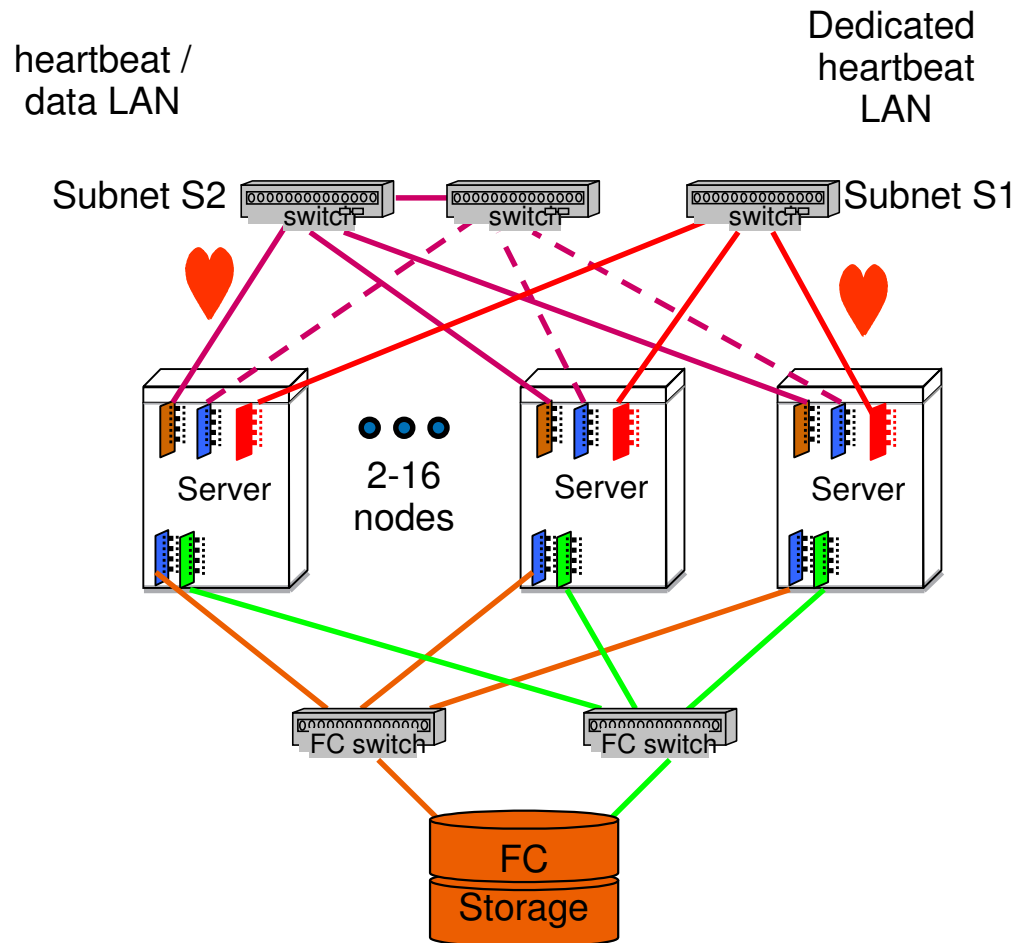 heartbeat /
data LAN
Dedicated
heartbeat
LAN
Subnet S2
switch
switch
switch
Subnet S1
Server
2-16
nodes
Server
Server
FC switch
FC switch
FC
Storage